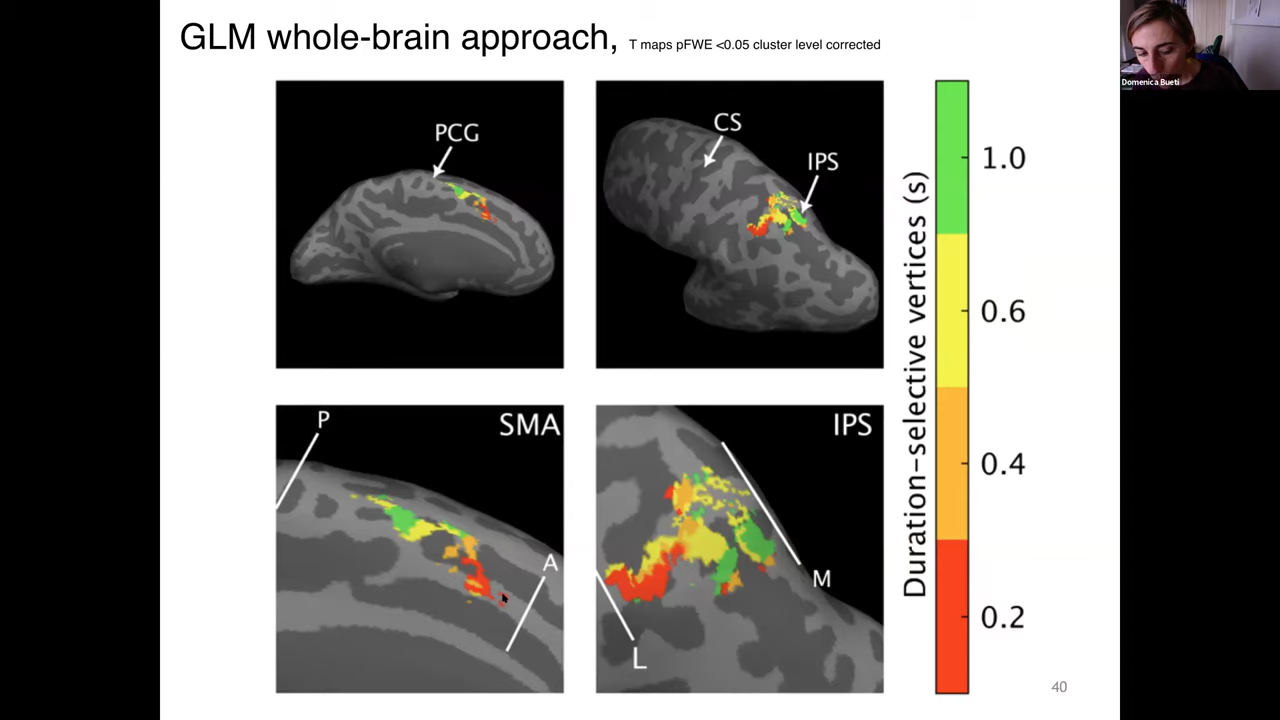 GLM whole-brain approach, T maps pFWE <0.05 cluster level corrected
Domenica Bueti
PCG
CS
IPS
1.0
0.6
0.4
0.2
Duration-selective vertices (s)
P
SMA
A
IPS
M
L
40